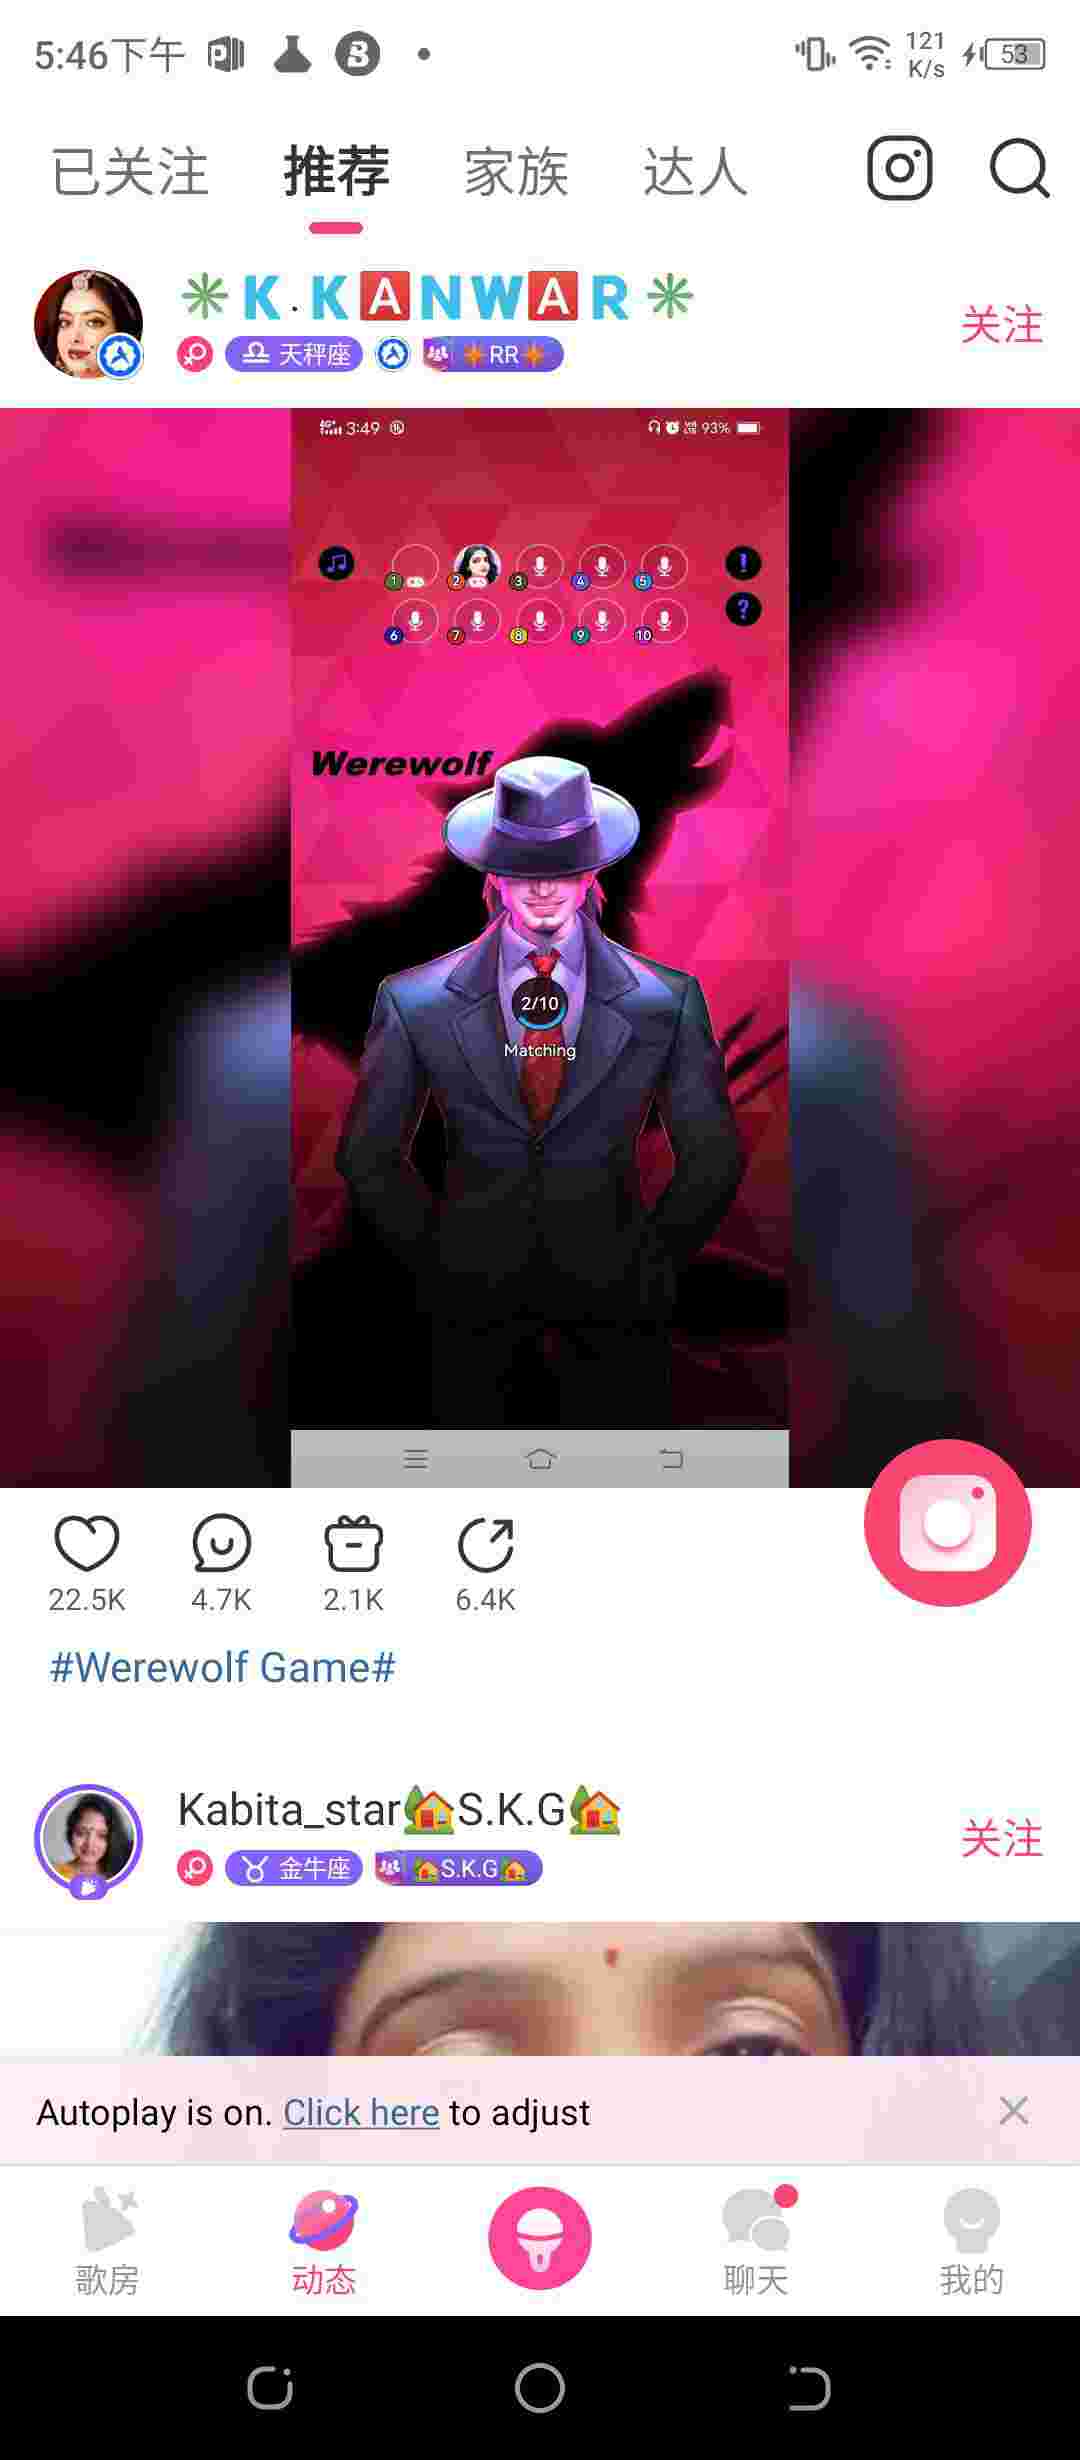 5:46下午
121
K/s
53
已关注 推荐 家族 达人
K.KANWAR
关注
天秤座 RR
3:49 93%
1 2 3 4 5
6 7 8 9 10
Werewolf
2/10
Matching
22.5K 4.7K 2.1K 6.4K
#Werewolf Game#
Kabita_star🏡S.K.G🏡
关注
金牛座 🏡S.K.G🏡
Autoplay is on. Click here to adjust
歌房 动态 聊天 我的